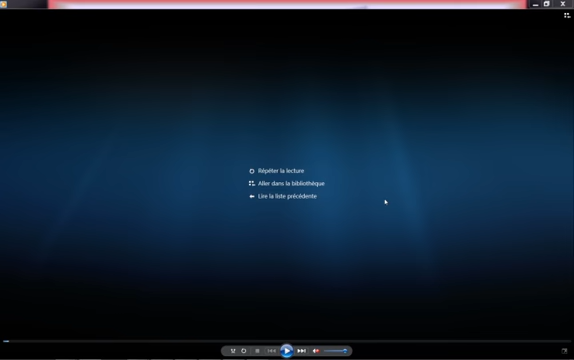 Répéter la lecture
Aller dans la bibliothèque
Lire la liste précédente